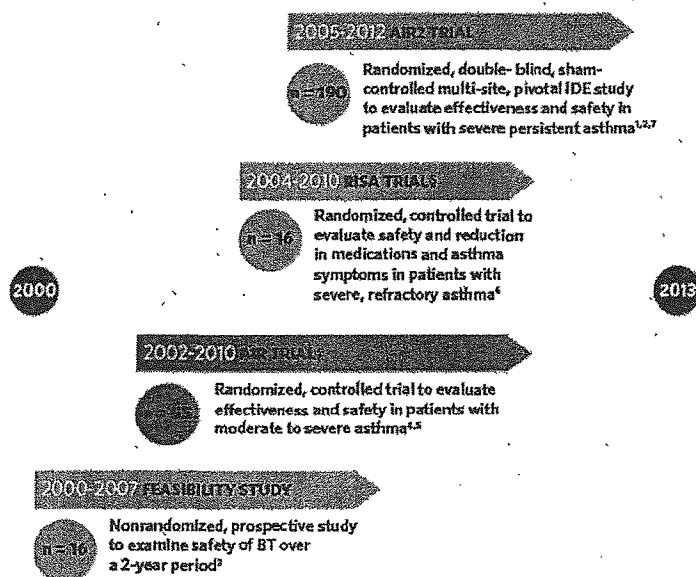 2005-2012 AIR2 TRIAL
n = 190
Randomized, double- blind, sham-
controlled multi-site, pivotal IDE study
to evaluate effectiveness and safety in
patients with severe persistent asthma¹,²,⁷
2004-2010 RISA TRIALS
n = 16
Randomized, controlled trial to
evaluate safety and reduction
in medications and asthma
symptoms in patients with
severe, refractory asthma⁶
2000
2013
2002-2010 AIR TRIAL
Randomized, controlled trial to evaluate
effectiveness and safety in patients with
moderate to severe asthma⁴,⁵
2000-2007 FEASIBILITY STUDY
n = 16
Nonrandomized, prospective study
to examine safety of BT over
a 2-year period³